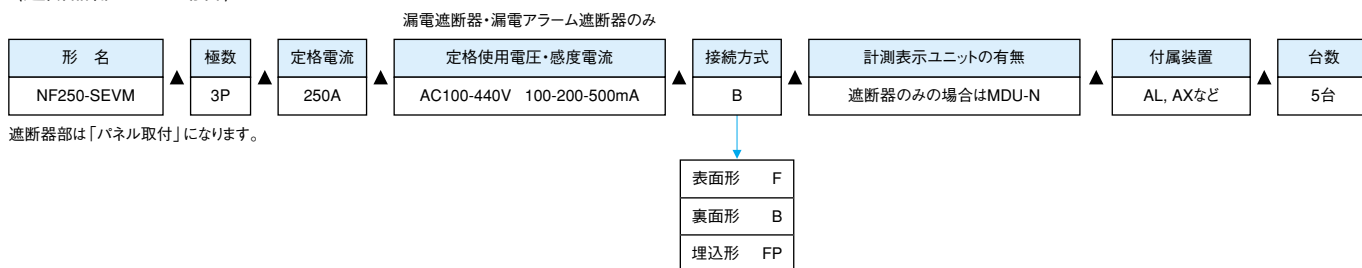 漏電遮断器・漏電アラーム遮断器のみ
形　名 ▲ 極数 ▲ 定格電流 ▲ 定格使用電圧・感度電流 ▲ 接続方式 ▲ 計測表示ユニットの有無 ▲ 付属装置 ▲ 台数
NF250-SEVM 3P 250A AC100-440V 100-200-500mA B 遮断器のみの場合はMDU-N AL, AXなど 5台
遮断器部は「パネル取付」になります。
表面形 F
裏面形 B
埋込形 FP